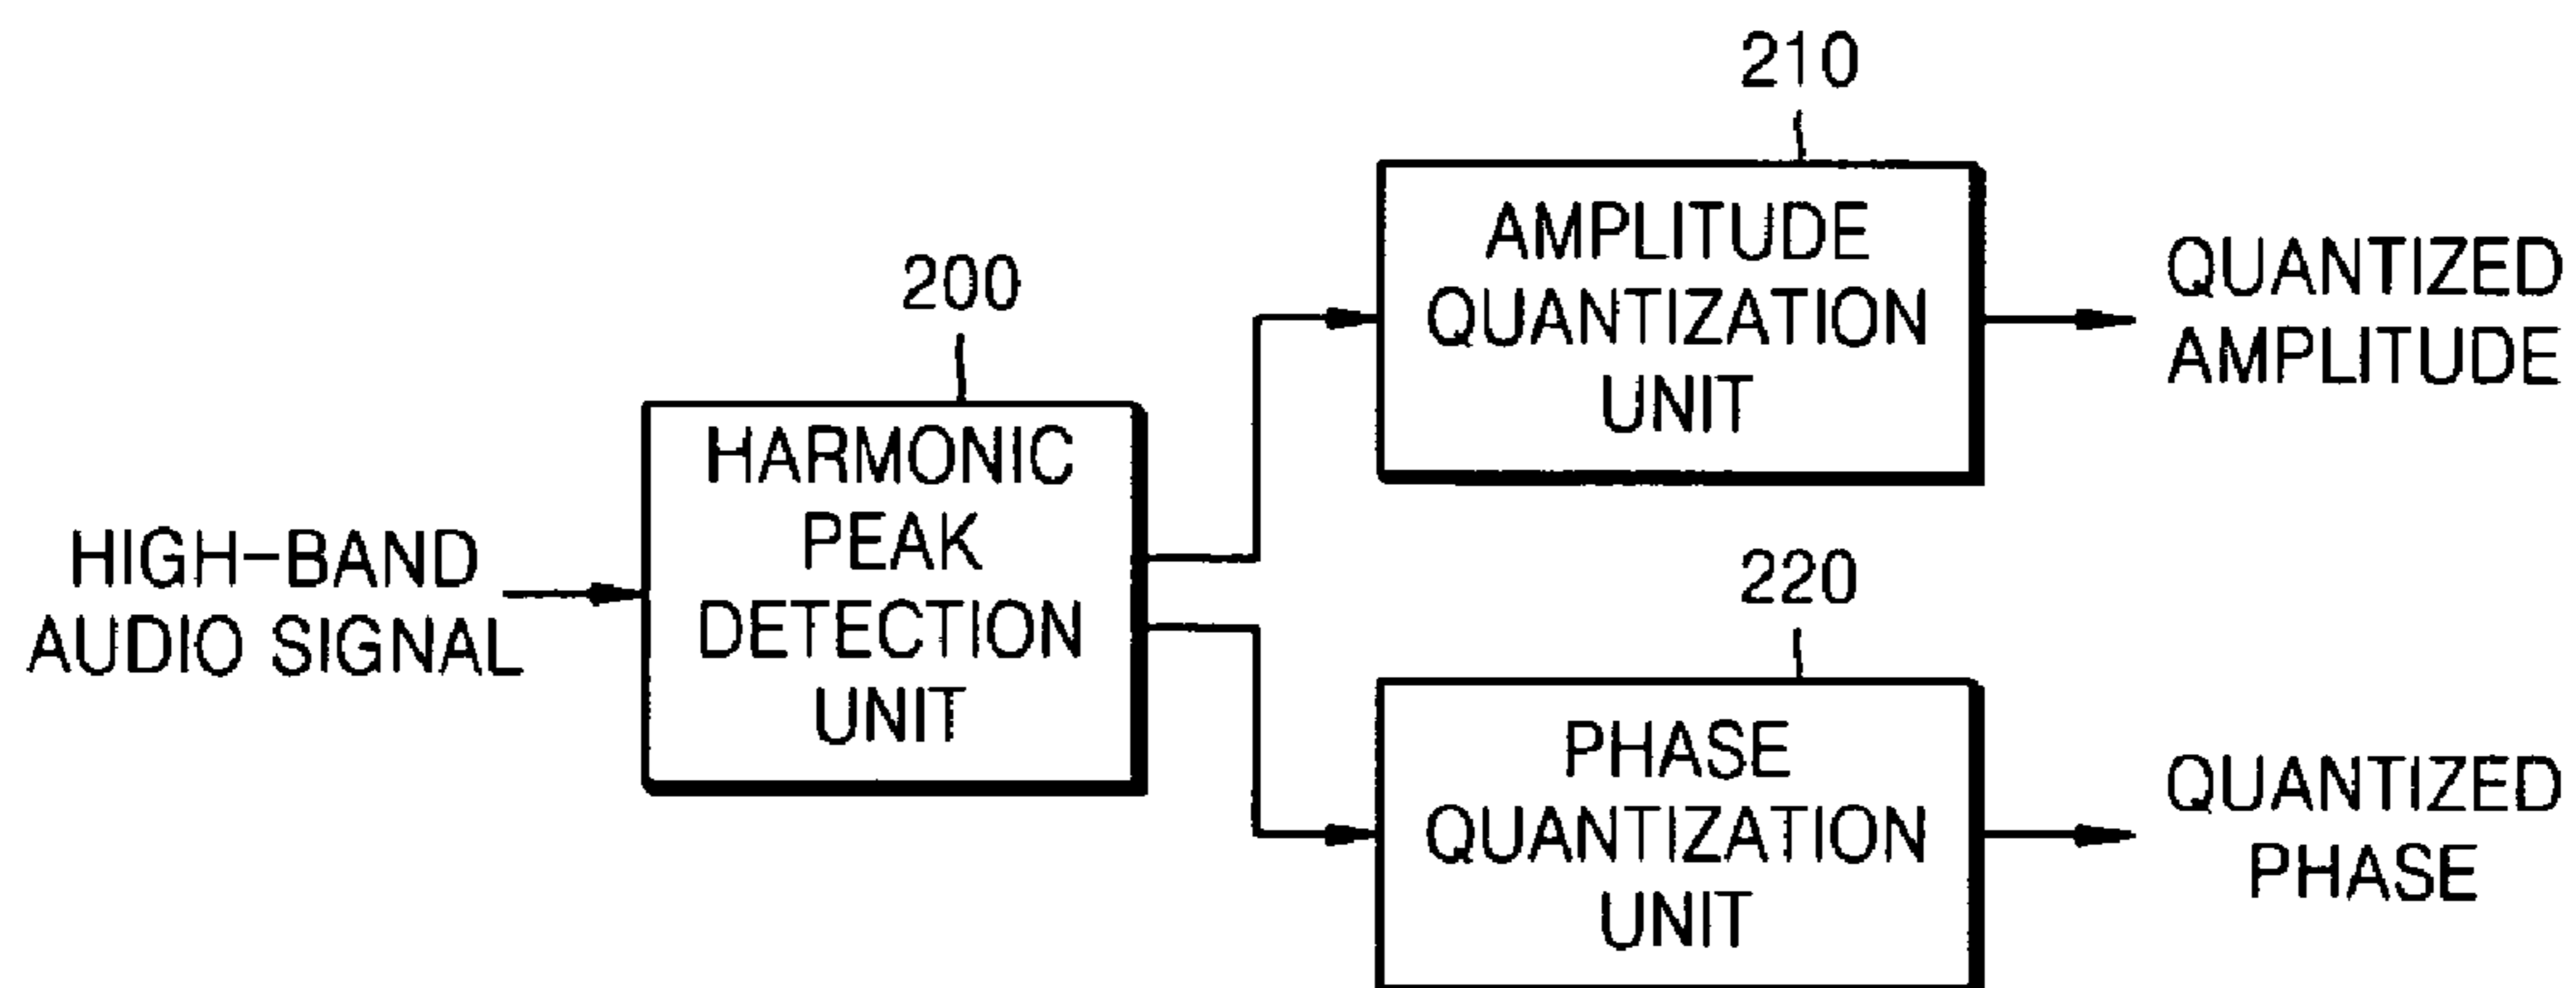 210
AMPLITUDE
QUANTIZATION
UNIT
QUANTIZED
AMPLITUDE
200
HARMONIC
PEAK
DETECTION
UNIT
HIGH-BAND
AUDIO SIGNAL
220
PHASE
QUANTIZATION
UNIT
QUANTIZED
PHASE